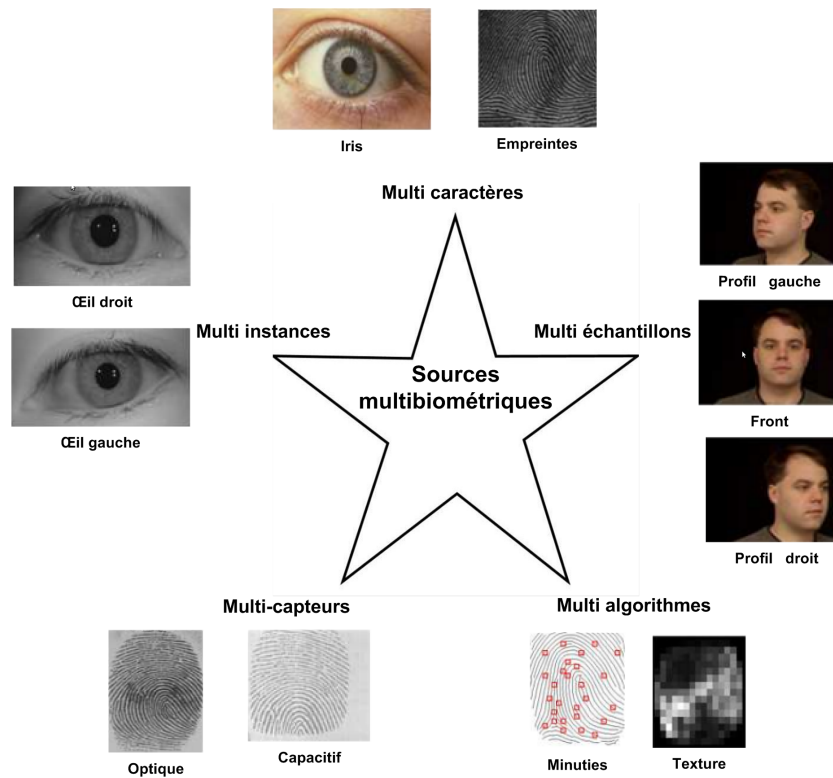 Iris
Empreintes
Multi caractères
Œil droit
Profil gauche
Multi instances
Multi échantillons
Sources
multibiométriques
Œil gauche
Front
Profil droit
Multi-capteurs
Multi algorithmes
Optique
Capacitif
Minuties
Texture